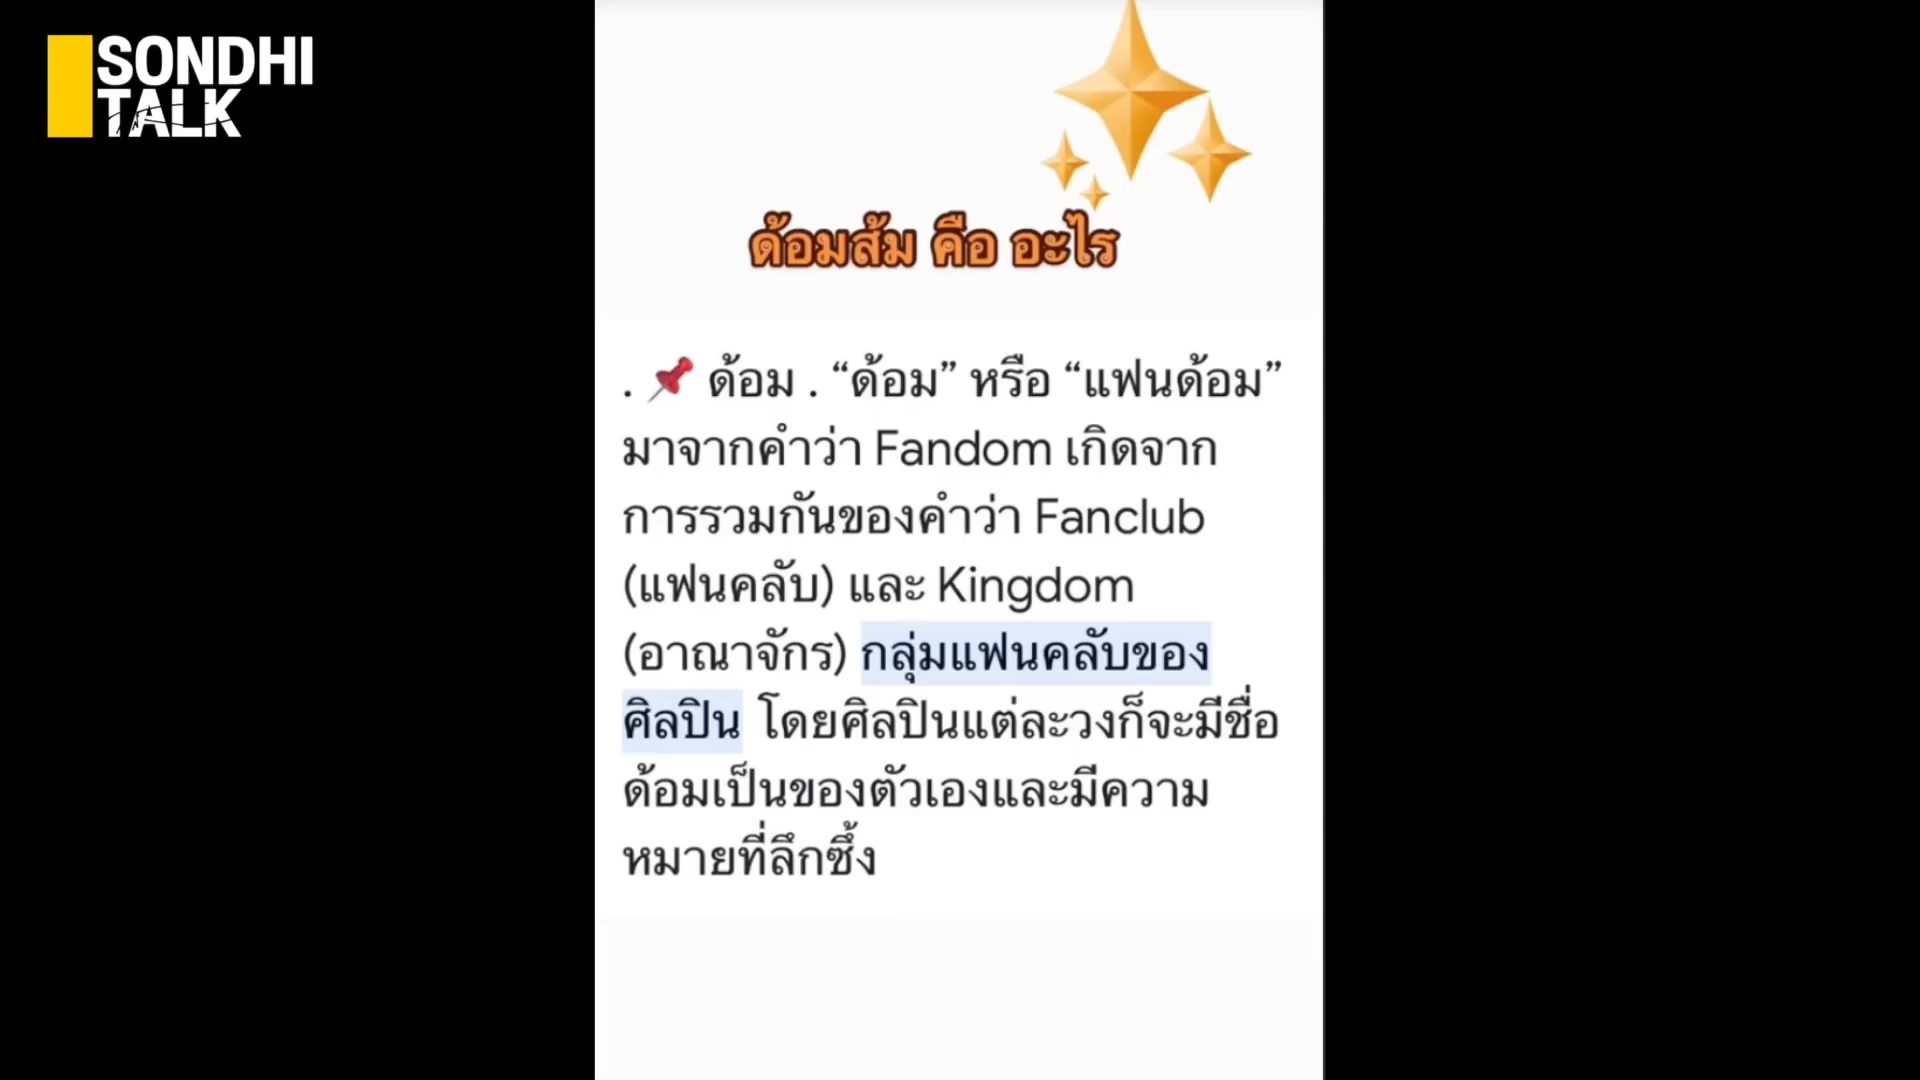 SONDHI
TALK
ด้อมส้ม คือ อะไร
. 📌 ด้อม . “ด้อม” หรือ “แฟนด้อม”
มาจากคำว่า Fandom เกิดจาก
การรวมกันของคำว่า Fanclub
(แฟนคลับ) และ Kingdom
(อาณาจักร) กลุ่มแฟนคลับของ
ศิลปิน โดยศิลปินแต่ละวงก็จะมีชื่อ
ด้อมเป็นของตัวเองและมีความ
หมายที่ลึกซึ้ง